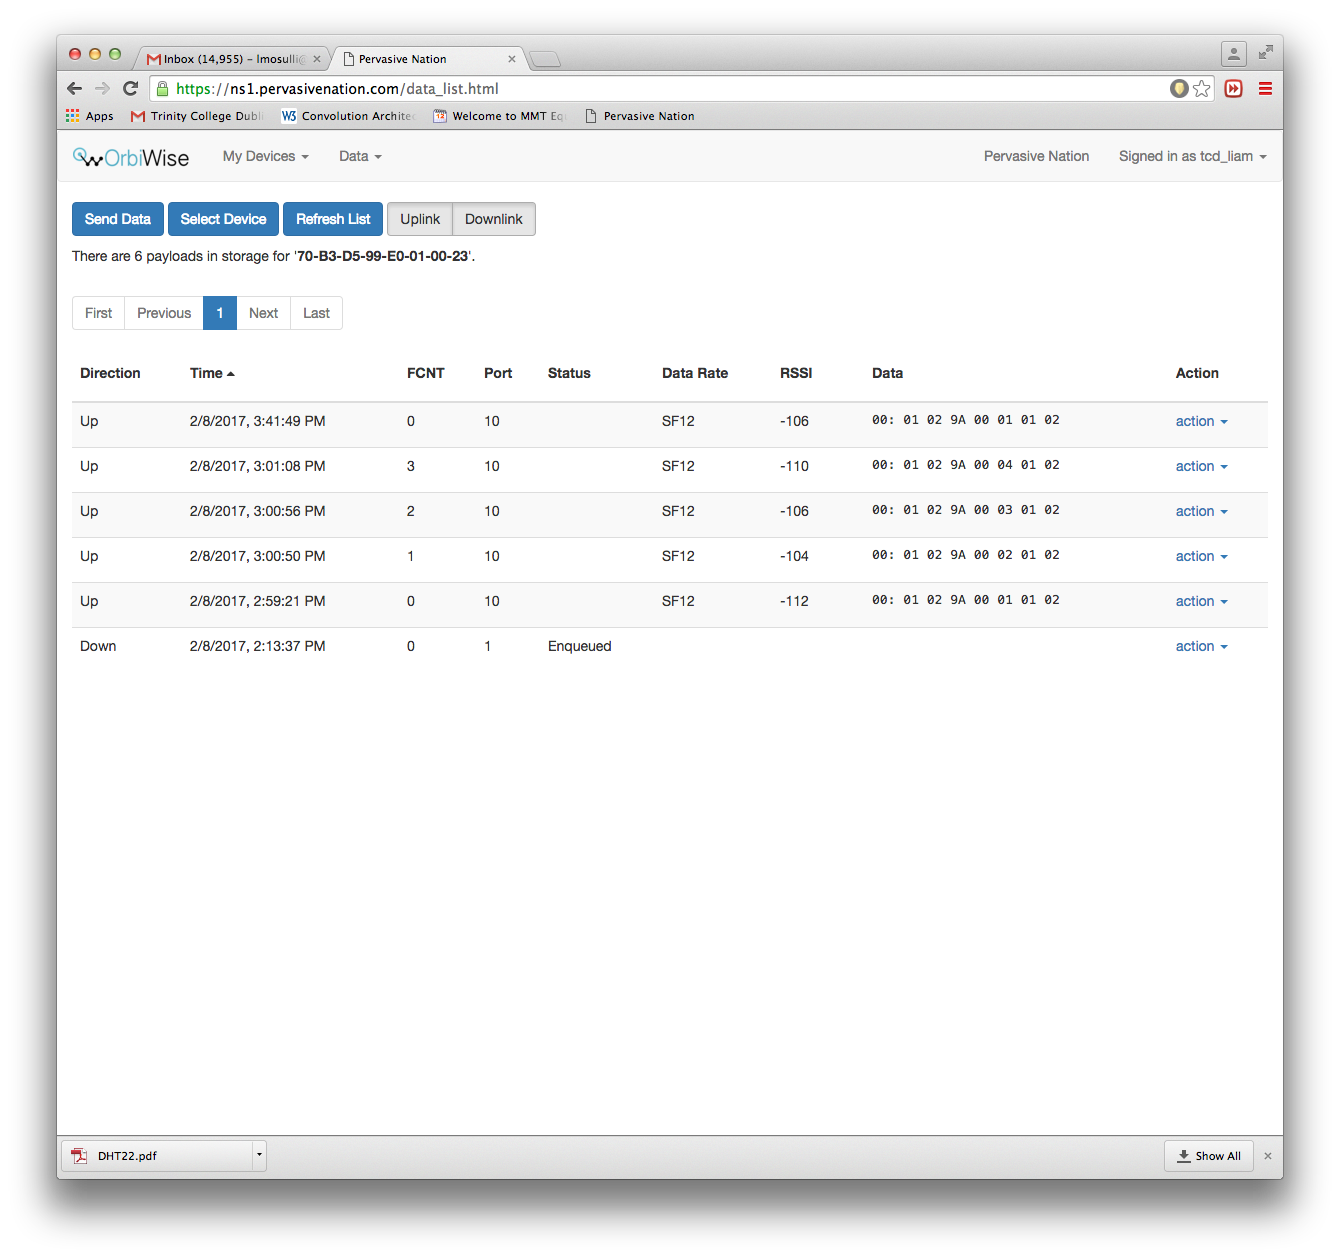 Inbox (14,955) - lmosulli@ Pervasive Nation
https://ns1.pervasivenation.com/data_list.html
Apps Trinity College Dubli Convolution Architec Welcome to MMT Equ Pervasive Nation
OrbiWise My Devices Data Pervasive Nation Signed in as tcd_liam
Send Data Select Device Refresh List Uplink Downlink
There are 6 payloads in storage for '70-B3-D5-99-E0-01-00-23'.
First Previous 1 Next Last
Direction Time FCNT Port Status Data Rate RSSI Data Action
Up 2/8/2017, 3:41:49 PM 0 10 SF12 -106 00: 01 02 9A 00 01 01 02 action
Up 2/8/2017, 3:01:08 PM 3 10 SF12 -110 00: 01 02 9A 00 04 01 02 action
Up 2/8/2017, 3:00:56 PM 2 10 SF12 -106 00: 01 02 9A 00 03 01 02 action
Up 2/8/2017, 3:00:50 PM 1 10 SF12 -104 00: 01 02 9A 00 02 01 02 action
Up 2/8/2017, 2:59:21 PM 0 10 SF12 -112 00: 01 02 9A 00 01 01 02 action
Down 2/8/2017, 2:13:37 PM 0 1 Enqueued action
DHT22.pdf Show All